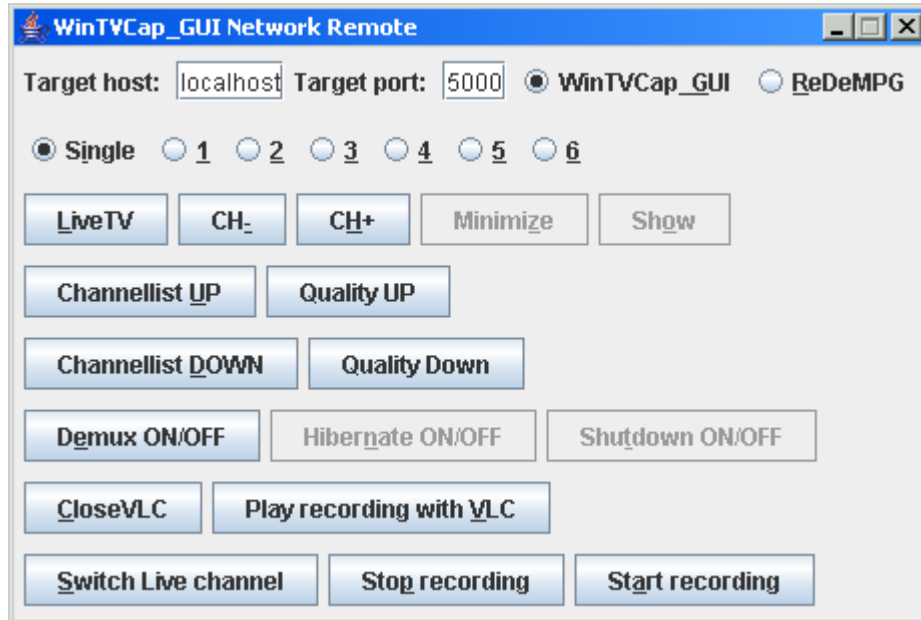 WinTVCap_GUI Network Remote
Target host: localhost Target port: 5000 WinTVCap_GUI ReDeMPG
Single 1 2 3 4 5 6
LiveTV CH- CH+ Minimize Show
Channellist UP Quality UP
Channellist DOWN Quality Down
Demux ON/OFF Hibernate ON/OFF Shutdown ON/OFF
CloseVLC Play recording with VLC
Switch Live channel Stop recording Start recording